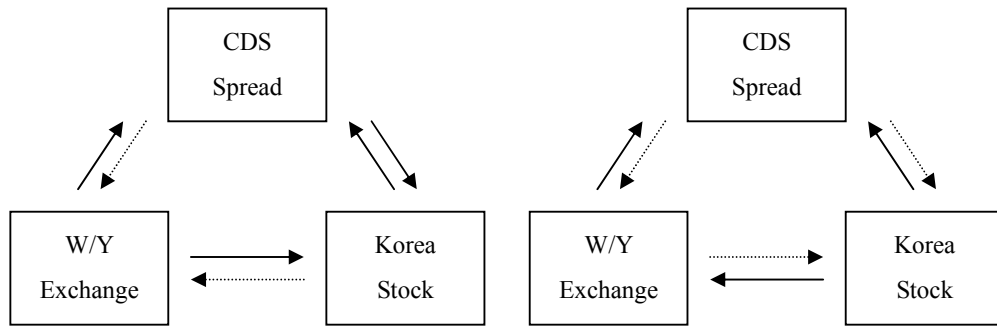 CDS
Spread
W/Y
Exchange
Korea
Stock
CDS
Spread
W/Y
Exchange
Korea
Stock